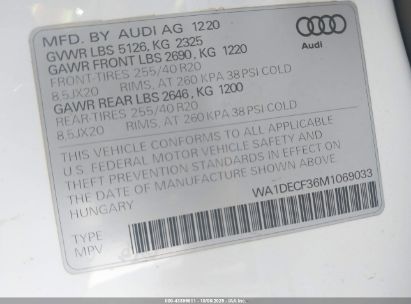 MFD. BY AUDI AG 12 20
GVWR LBS 5126, KG 2325
GAWR FRONT LBS 2690, KG 1220
FRONT-TIRES 255/40 R20
8.5JX20 RIMS, AT 260 KPA 38 PSI COLD
GAWR REAR LBS 2646, KG 1200
REAR-TIRES 255/40 R20
8.5JX20 RIMS, AT 260 KPA 38 PSI COLD
Audi
THIS VEHICLE CONFORMS TO ALL APPLICABLE
U.S. FEDERAL MOTOR VEHICLE SAFETY AND
THEFT PREVENTION STANDARDS IN EFFECT ON
THE DATE OF MANUFACTURE SHOWN ABOVE.
HUNGARY
WA1DECF36M1069033
TYPE
MPV